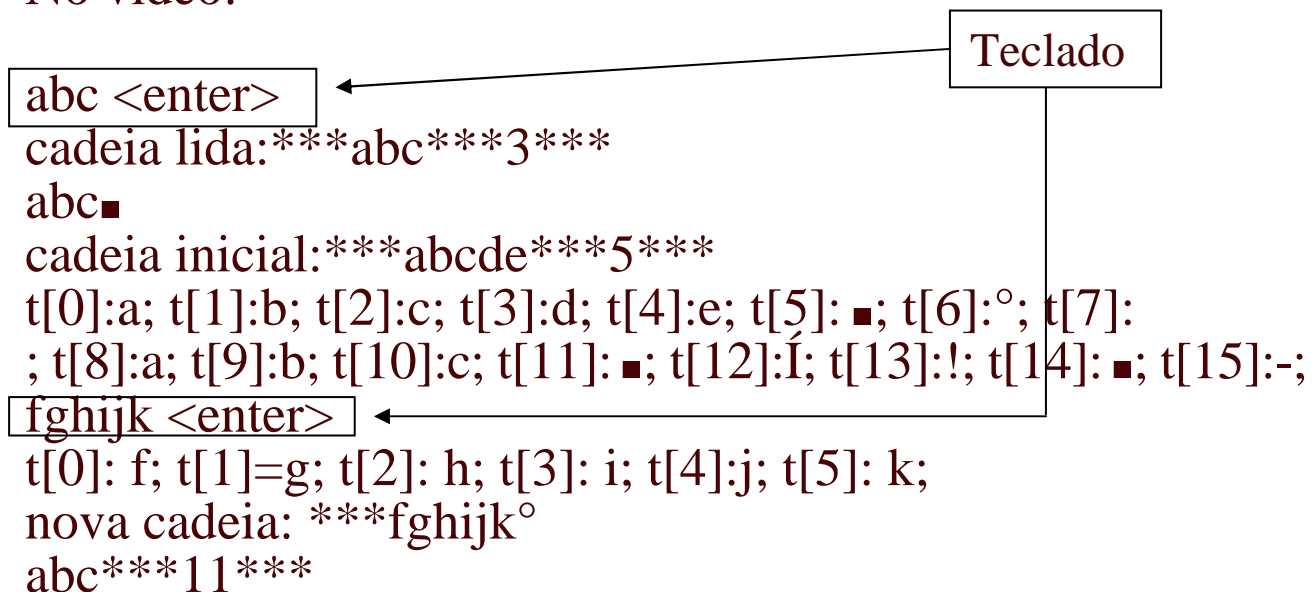 No vídeo:
Teclado
abc <enter>
cadeia lida:***abc***3***
abc■
cadeia inicial:***abcde***5***
t[0]:a; t[1]:b; t[2]:c; t[3]:d; t[4]:e; t[5]: ■; t[6]:°; t[7]:
; t[8]:a; t[9]:b; t[10]:c; t[11]: ■; t[12]:Í; t[13]:!; t[14]: ■; t[15]:-;
fghijk <enter>
t[0]: f; t[1]=g; t[2]: h; t[3]: i; t[4]:j; t[5]: k;
nova cadeia: ***fghijk°
abc***11***